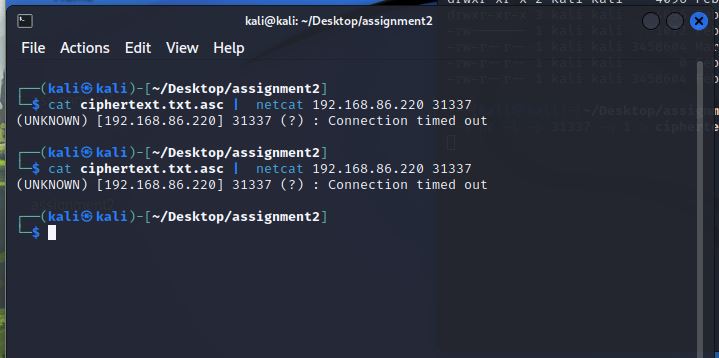 kali@kali: ~/Desktop/assignment2
File Actions Edit View Help
┌──(kali㉿kali)-[~/Desktop/assignment2]
└─$ cat ciphertext.txt.asc | netcat 192.168.86.220 31337
(UNKNOWN) [192.168.86.220] 31337 (?) : Connection timed out
┌──(kali㉿kali)-[~/Desktop/assignment2]
└─$ cat ciphertext.txt.asc | netcat 192.168.86.220 31337
(UNKNOWN) [192.168.86.220] 31337 (?) : Connection timed out
┌──(kali㉿kali)-[~/Desktop/assignment2]
assignment2
└─$